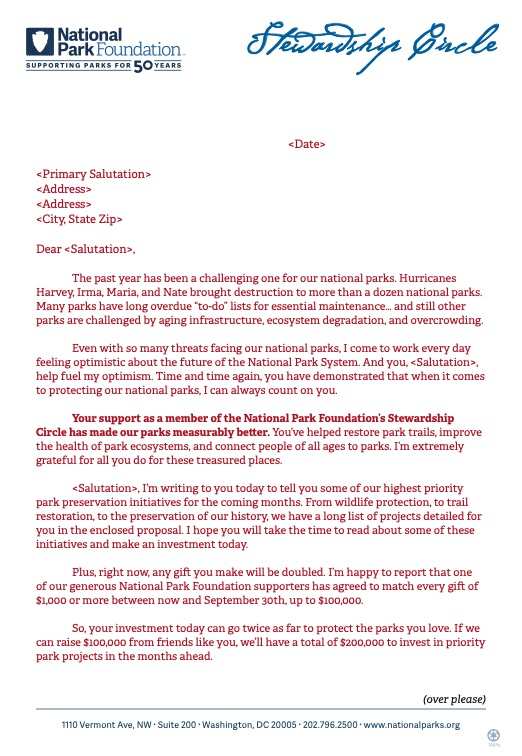 National
Park Foundation™
SUPPORTING PARKS FOR 50 YEARS
Stewardship Circle
<Date>
<Primary Salutation>
<Address>
<Address>
<City, State Zip>
Dear <Salutation>,
The past year has been a challenging one for our national parks. Hurricanes
Harvey, Irma, Maria, and Nate brought destruction to more than a dozen national parks.
Many parks have long overdue “to-do” lists for essential maintenance... and still other
parks are challenged by aging infrastructure, ecosystem degradation, and overcrowding.
Even with so many threats facing our national parks, I come to work every day
feeling optimistic about the future of the National Park System. And you, <Salutation>,
help fuel my optimism. Time and time again, you have demonstrated that when it comes
to protecting our national parks, I can always count on you.
Your support as a member of the National Park Foundation's Stewardship
Circle has made our parks measurably better. You've helped restore park trails, improve
the health of park ecosystems, and connect people of all ages to parks. I'm extremely
grateful for all you do for these treasured places.
<Salutation>, I'm writing to you today to tell you some of our highest priority
park preservation initiatives for the coming months. From wildlife protection, to trail
restoration, to the preservation of our history, we have a long list of projects detailed for
you in the enclosed proposal. I hope you will take the time to read about some of these
initiatives and make an investment today.
Plus, right now, any gift you make will be doubled. I'm happy to report that one
of our generous National Park Foundation supporters has agreed to match every gift of
$1,000 or more between now and September 30th, up to $100,000.
So, your investment today can go twice as far to protect the parks you love. If we
can raise $100,000 from friends like you, we'll have a total of $200,000 to invest in priority
park projects in the months ahead.
(over please)
1110 Vermont Ave, NW · Suite 200 · Washington, DC 20005 · 202.796.2500 · www.nationalparks.org
100%